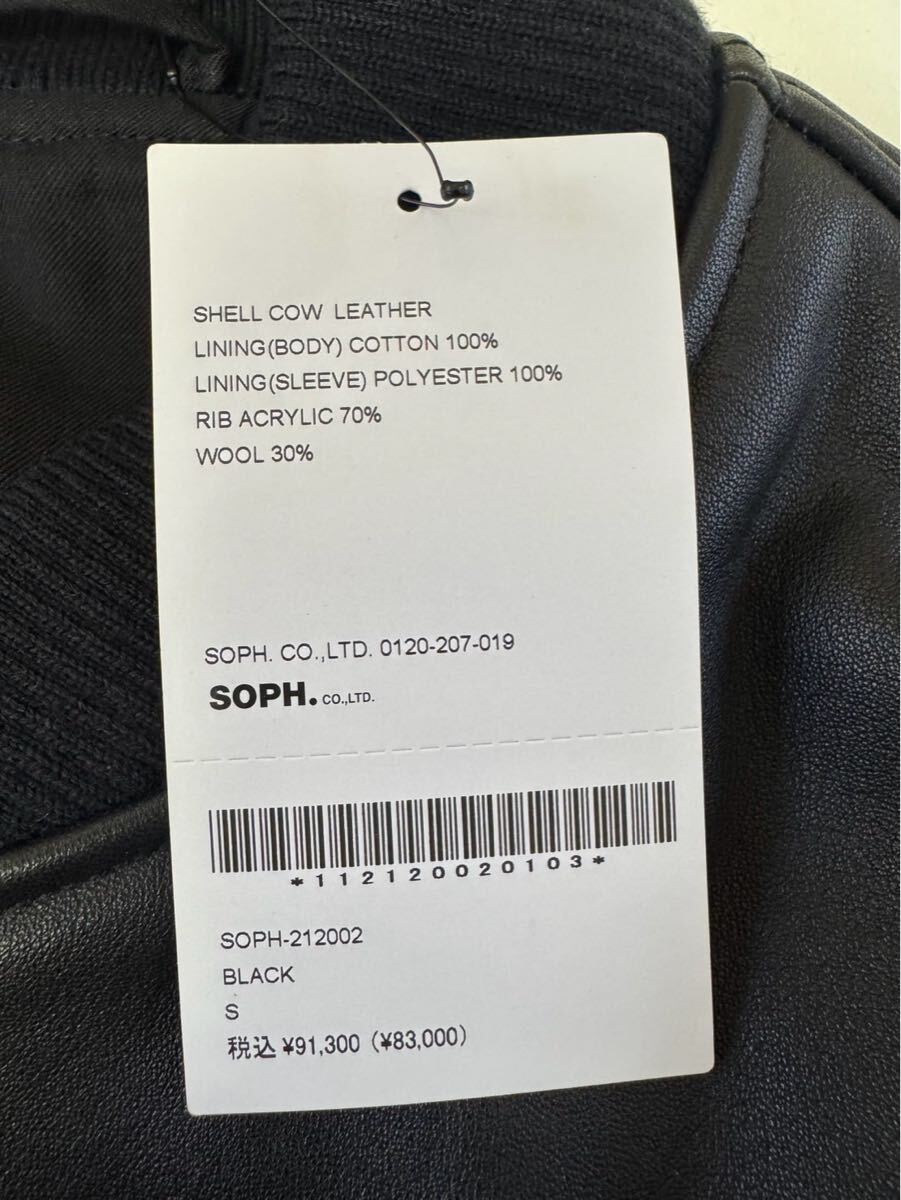 SHELL COW LEATHER
LINING(BODY) COTTON 100%
LINING(SLEEVE) POLYESTER 100%
RIB ACRYLIC 70%
WOOL 30%
SOPH. CO.,LTD. 0120-207-019
SOPH. CO.,LTD.
*112120020103*
SOPH-212002
BLACK
S
税込 ¥91,300 (¥83,000)